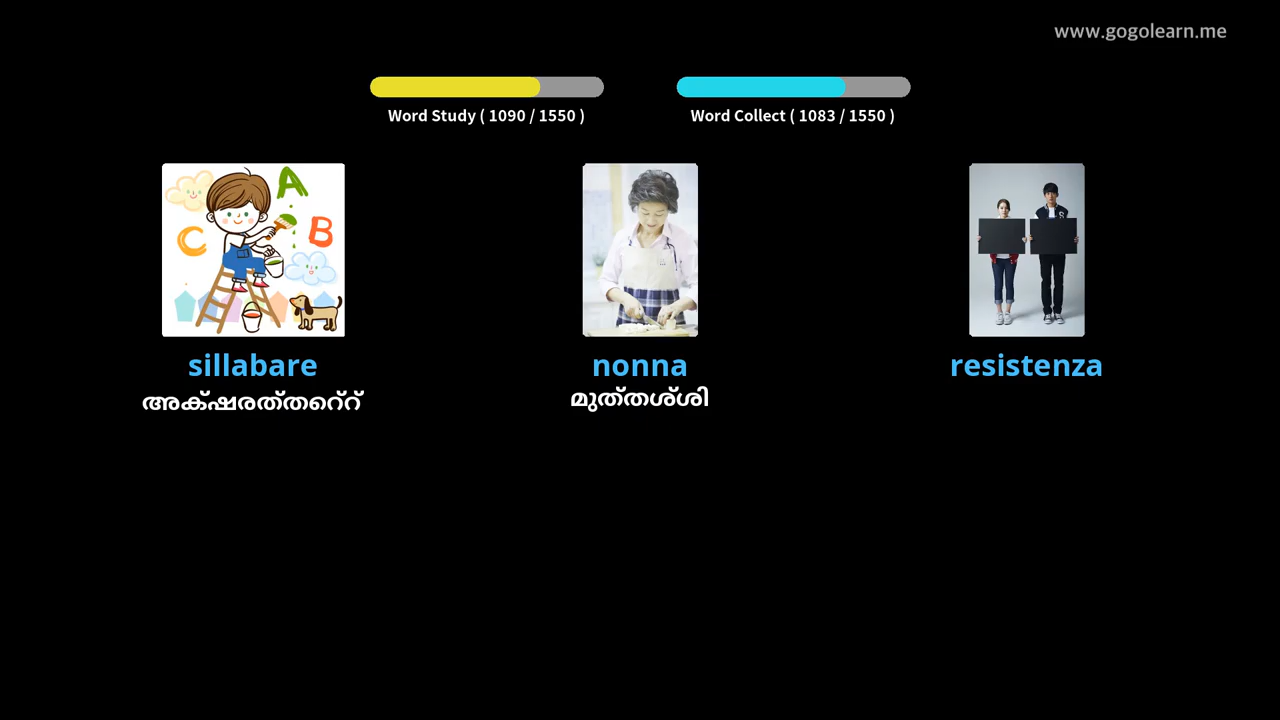 www.gogolearn.me
Word Study ( 1090 / 1550 )
Word Collect ( 1083 / 1550 )
A
B
C
sillabare
nonna
resistenza
അക്ഷരത്തറ്റെറ്
മുത്തശ്ശി